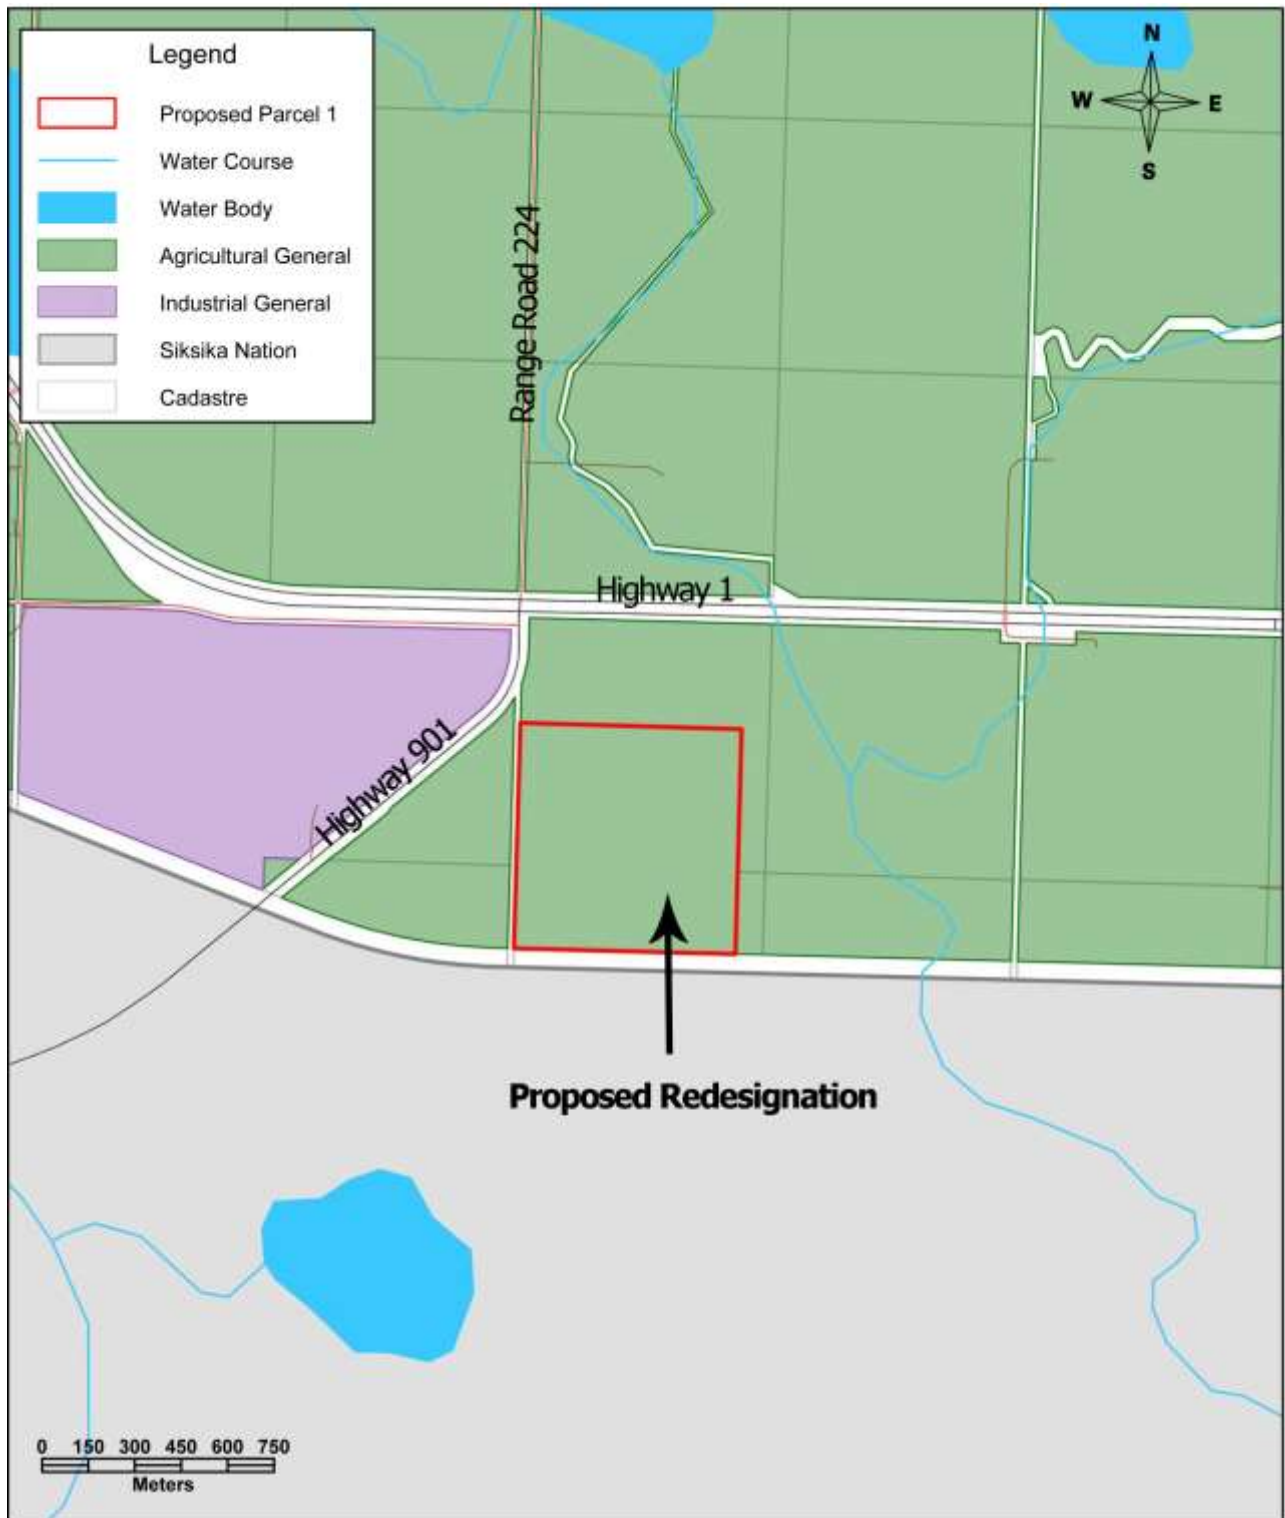 Legend
Proposed Parcel 1
Water Course
Water Body
Agricultural General
Industrial General
Siksika Nation
Cadastre
N
W E
S
Range Road 224
Highway 1
Highway 901
Proposed Redesignation
0 150 300 450 600 750
Meters